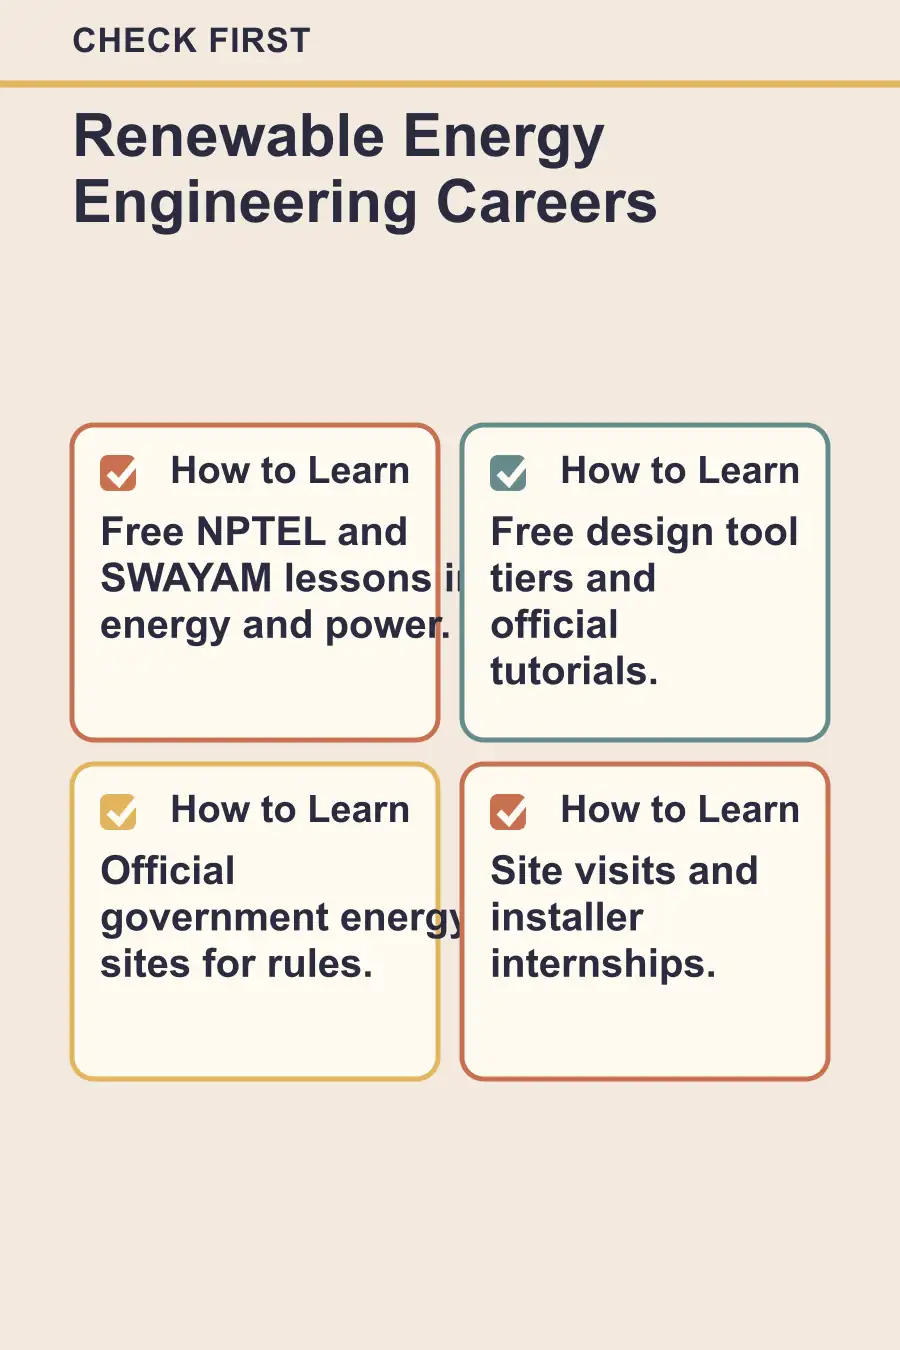 CHECK FIRST
Renewable Energy
Engineering Careers
How to Learn
Free NPTEL and
SWAYAM lessons
energy and power.
How to Learn
Free design tool
tiers and
official
tutorials.
How to Learn
Official
government energy
sites for rules.
How to Learn
Site visits and
installer
internships.